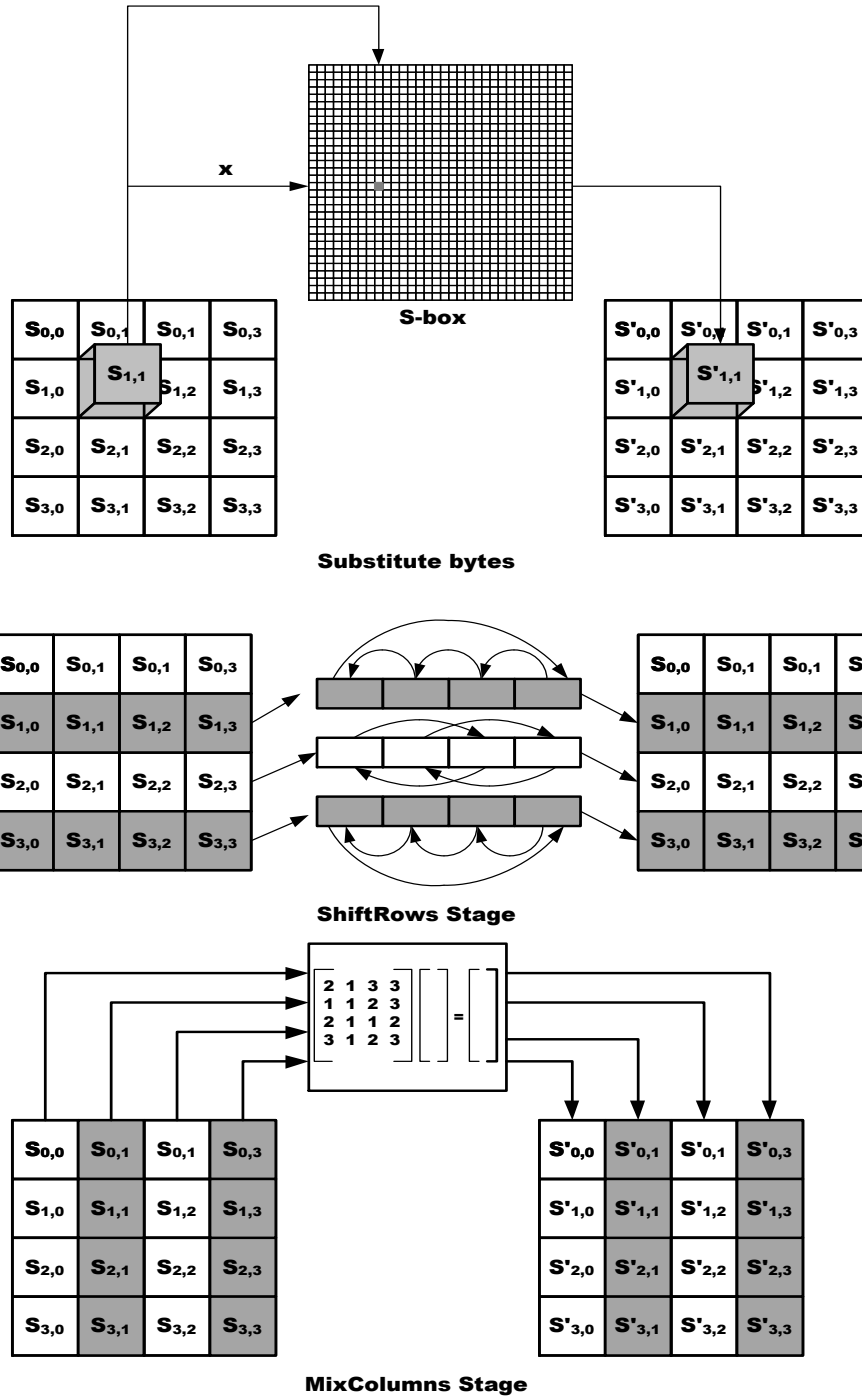 x
S-box
S0,0 S0,1 S0,1 S0,3
S1,0 S1,1 S1,2 S1,3
S2,0 S2,1 S2,2 S2,3
S3,0 S3,1 S3,2 S3,3
S'0,0 S'0,1 S'0,1 S'0,3
S'1,0 S'1,1 S'1,2 S'1,3
S'2,0 S'2,1 S'2,2 S'2,3
S'3,0 S'3,1 S'3,2 S'3,3
Substitute bytes
S0,0 S0,1 S0,1 S0,3
S1,0 S1,1 S1,2 S1,3
S2,0 S2,1 S2,2 S2,3
S3,0 S3,1 S3,2 S3,3
S0,0 S0,1 S0,1
S1,0 S1,1 S1,2
S2,0 S2,1 S2,2
S3,0 S3,1 S3,2
ShiftRows Stage
2 1 3 3
1 1 2 3
2 1 1 2
3 1 2 3
=
S0,0 S0,1 S0,1 S0,3
S1,0 S1,1 S1,2 S1,3
S2,0 S2,1 S2,2 S2,3
S3,0 S3,1 S3,2 S3,3
S'0,0 S'0,1 S'0,1 S'0,3
S'1,0 S'1,1 S'1,2 S'1,3
S'2,0 S'2,1 S'2,2 S'2,3
S'3,0 S'3,1 S'3,2 S'3,3
MixColumns Stage